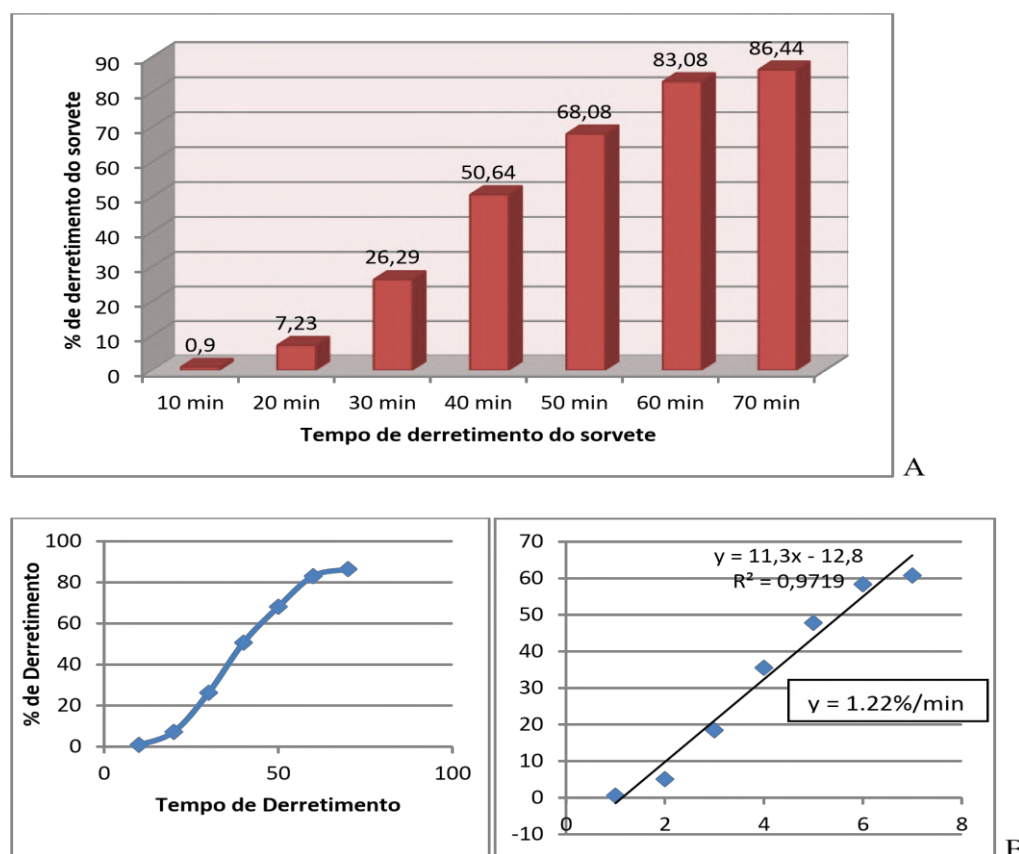 % de derretimento do sorvete
90
80
70
60
50
40
30
20
10
0
0,9
7,23
26,29
50,64
68,08
83,08
86,44
10 min 20 min 30 min 40 min 50 min 60 min 70 min
Tempo de derretimento do sorvete
A
% de Derretimento
100
80
60
40
20
0
0 50 100
Tempo de Derretimento
70
60
50
40
30
20
10
0
-10
y = 11,3x - 12,8
R² = 0,9719
y = 1.22%/min
0 2 4 6 8